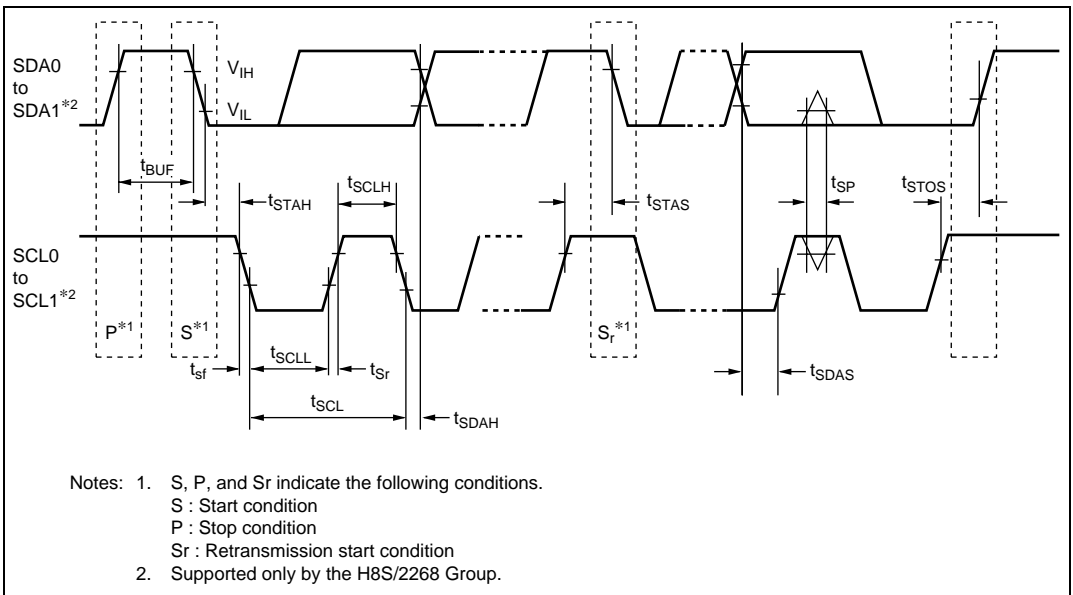 SDA0
to
SDA1*2
VIH
VIL
tBUF
tSTAH
tSCLH
tSTAS
tSP
tSTOS
SCL0
to
SCL1*2
P*1
S*1
Sr*1
tsf
tSCLL
tSr
tSDAS
tSCL
tSDAH
Notes: 1. S, P, and Sr indicate the following conditions.
S : Start condition
P : Stop condition
Sr : Retransmission start condition
2. Supported only by the H8S/2268 Group.